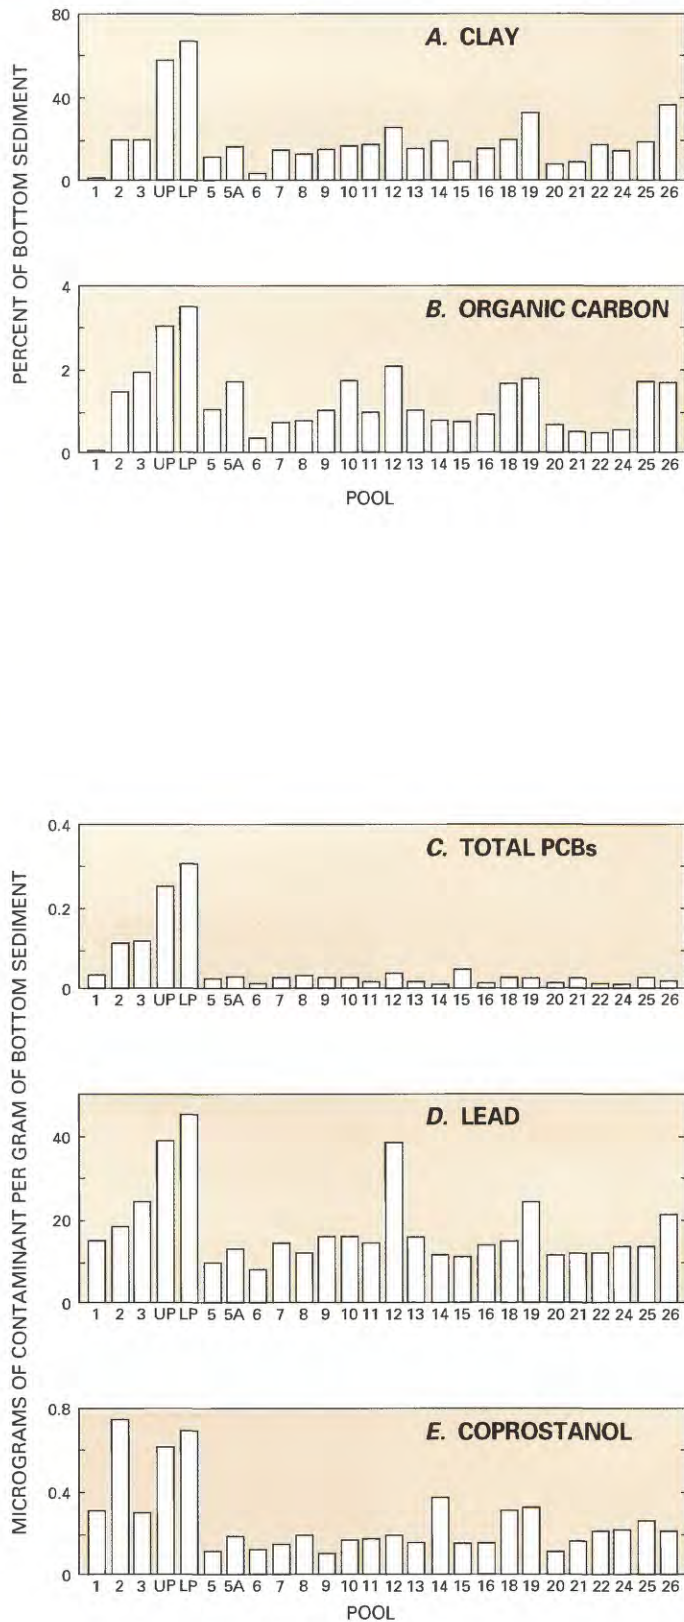 PERCENT OF BOTTOM SEDIMENT
A. CLAY
80
40
0
1 2 3 UP LP 5 5A 6 7 8 9 10 11 12 13 14 15 16 18 19 20 21 22 24 25 26
B. ORGANIC CARBON
4
2
0
1 2 3 UP LP 5 5A 6 7 8 9 10 11 12 13 14 15 16 18 19 20 21 22 24 25 26
POOL
MICROGRAMS OF CONTAMINANT PER GRAM OF BOTTOM SEDIMENT
C. TOTAL PCBs
0.4
0.2
0
1 2 3 UP LP 5 5A 6 7 8 9 10 11 12 13 14 15 16 18 19 20 21 22 24 25 26
D. LEAD
40
20
0
1 2 3 UP LP 5 5A 6 7 8 9 10 11 12 13 14 15 16 18 19 20 21 22 24 25 26
E. COPROSTANOL
0.8
0.4
0
1 2 3 UP LP 5 5A 6 7 8 9 10 11 12 13 14 15 16 18 19 20 21 22 24 25 26
POOL